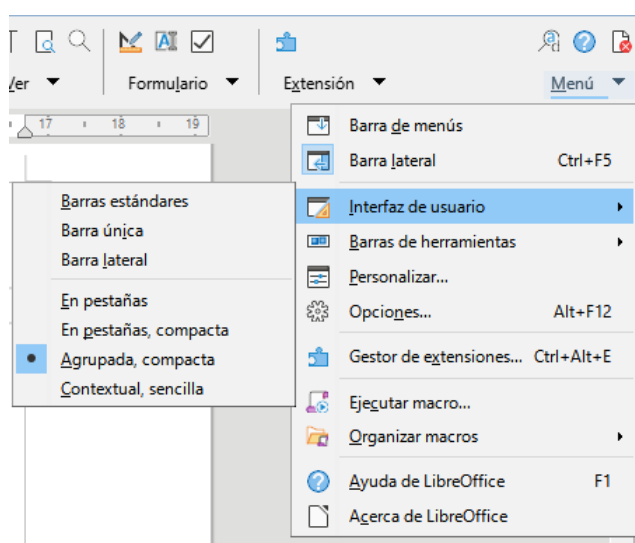 Ver
Formulario
Extensión
Menú
17 18 19
Barra de menús
Barra lateral Ctrl+F5
Interfaz de usuario
Barras de herramientas
Personalizar...
Opciones... Alt+F12
Gestor de extensiones... Ctrl+Alt+E
Ejecutar macro...
Organizar macros
Ayuda de LibreOffice F1
Acerca de LibreOffice
Barras estándares
Barra única
Barra lateral
En pestañas
En pestañas, compacta
Agrupada, compacta
Contextual, sencilla